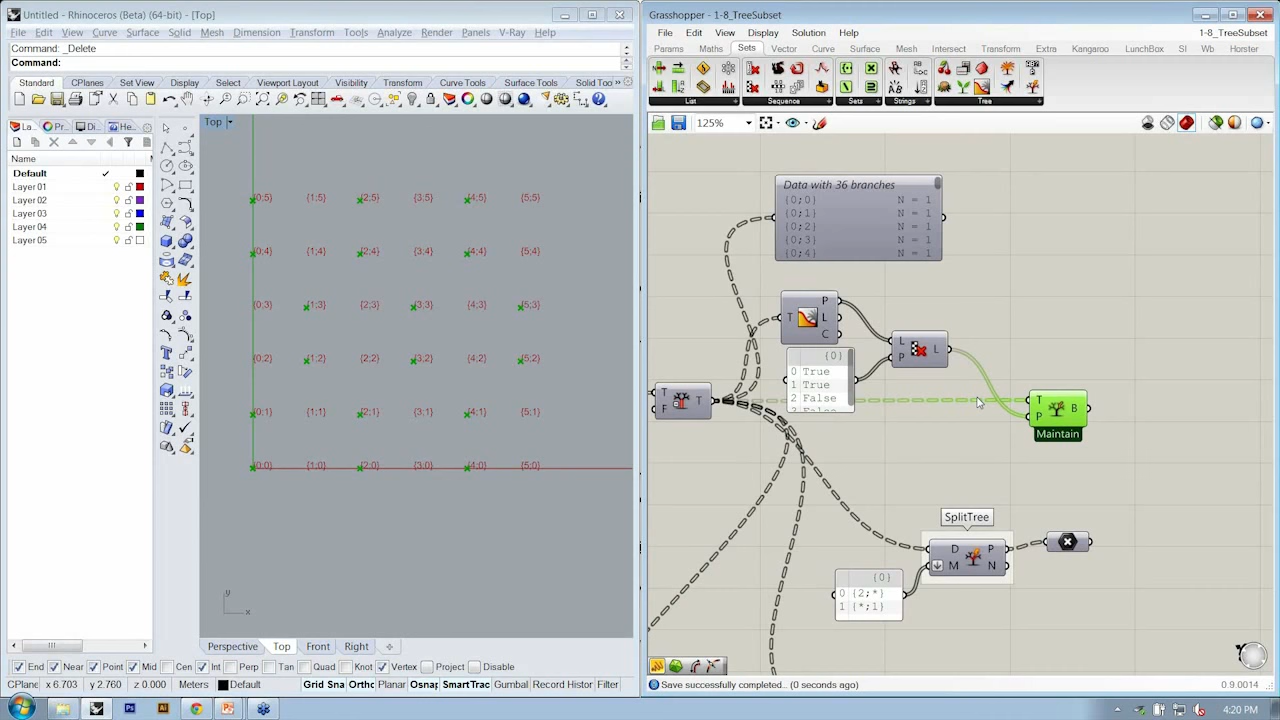 Untitled - Rhinoceros (Beta) (64-bit) - [Top]
File Edit View Curve Surface Solid Mesh Dimension Transform Tools Analyze Render Panels V-Ray Help
Command: _Delete
Command:
Standard CPlanes Set View Display Select Viewport Layout Visibility Transform Curve Tools Surface Tools Solid Too
La... Pr... Di... He...
Name
Default
Layer 01
Layer 02
Layer 03
Layer 04
Layer 05
Top
{0;5} {1;5} {2;5} {3;5} {4;5} {5;5}
{0;4} {1;4} {2;4} {3;4} {4;4} {5;4}
{0;3} {1;3} {2;3} {3;3} {4;3} {5;3}
{0;2} {1;2} {2;2} {3;2} {4;2} {5;2}
{0;1} {1;1} {2;1} {3;1} {4;1} {5;1}
{0;0} {1;0} {2;0} {3;0} {4;0} {5;0}
y
x
Perspective Top Front Right
End Near Point Mid Cen Int Perp Tan Quad Knot Vertex Project Disable
CPlane x 6.703 y 2.760 z 0.000 Meters Default Grid Sna Ortho Planar Osnap SmartTrac Gumbal Record History Filter
Grasshopper - 1-8_TreeSubset
File Edit View Display Solution Help
1-8_TreeSubset
Params Maths Sets Vector Curve Surface Mesh Intersect Transform Extra Kangaroo LunchBox SI Wb Horster
List Sequence Sets Strings Tree
125%
Data with 36 branches
{0;0} N = 1
{0;1} N = 1
{0;2} N = 1
{0;3} N = 1
{0;4} N = 1
T P L C
{0}
0 True
1 True
2 False
L P L
T F T
T P B
Maintain
SplitTree
D M P N
{0}
0 {2;*}
1 {*;1}
Save successfully completed... (0 seconds ago)
0.9.0014
4:20 PM